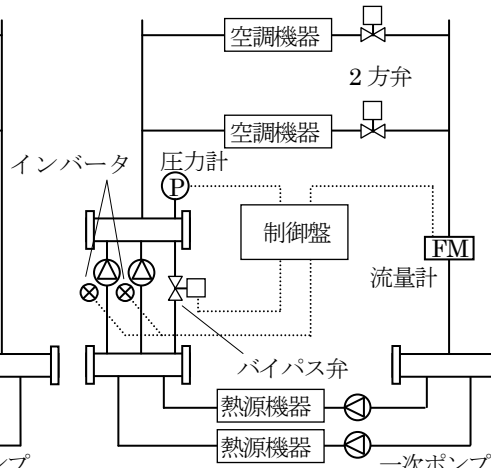 空調機器
2方弁
空調機器
インバータ
圧力計
P
制御盤
FM
流量計
バイパス弁
熱源機器
熱源機器
ンプ
一次ポンプ